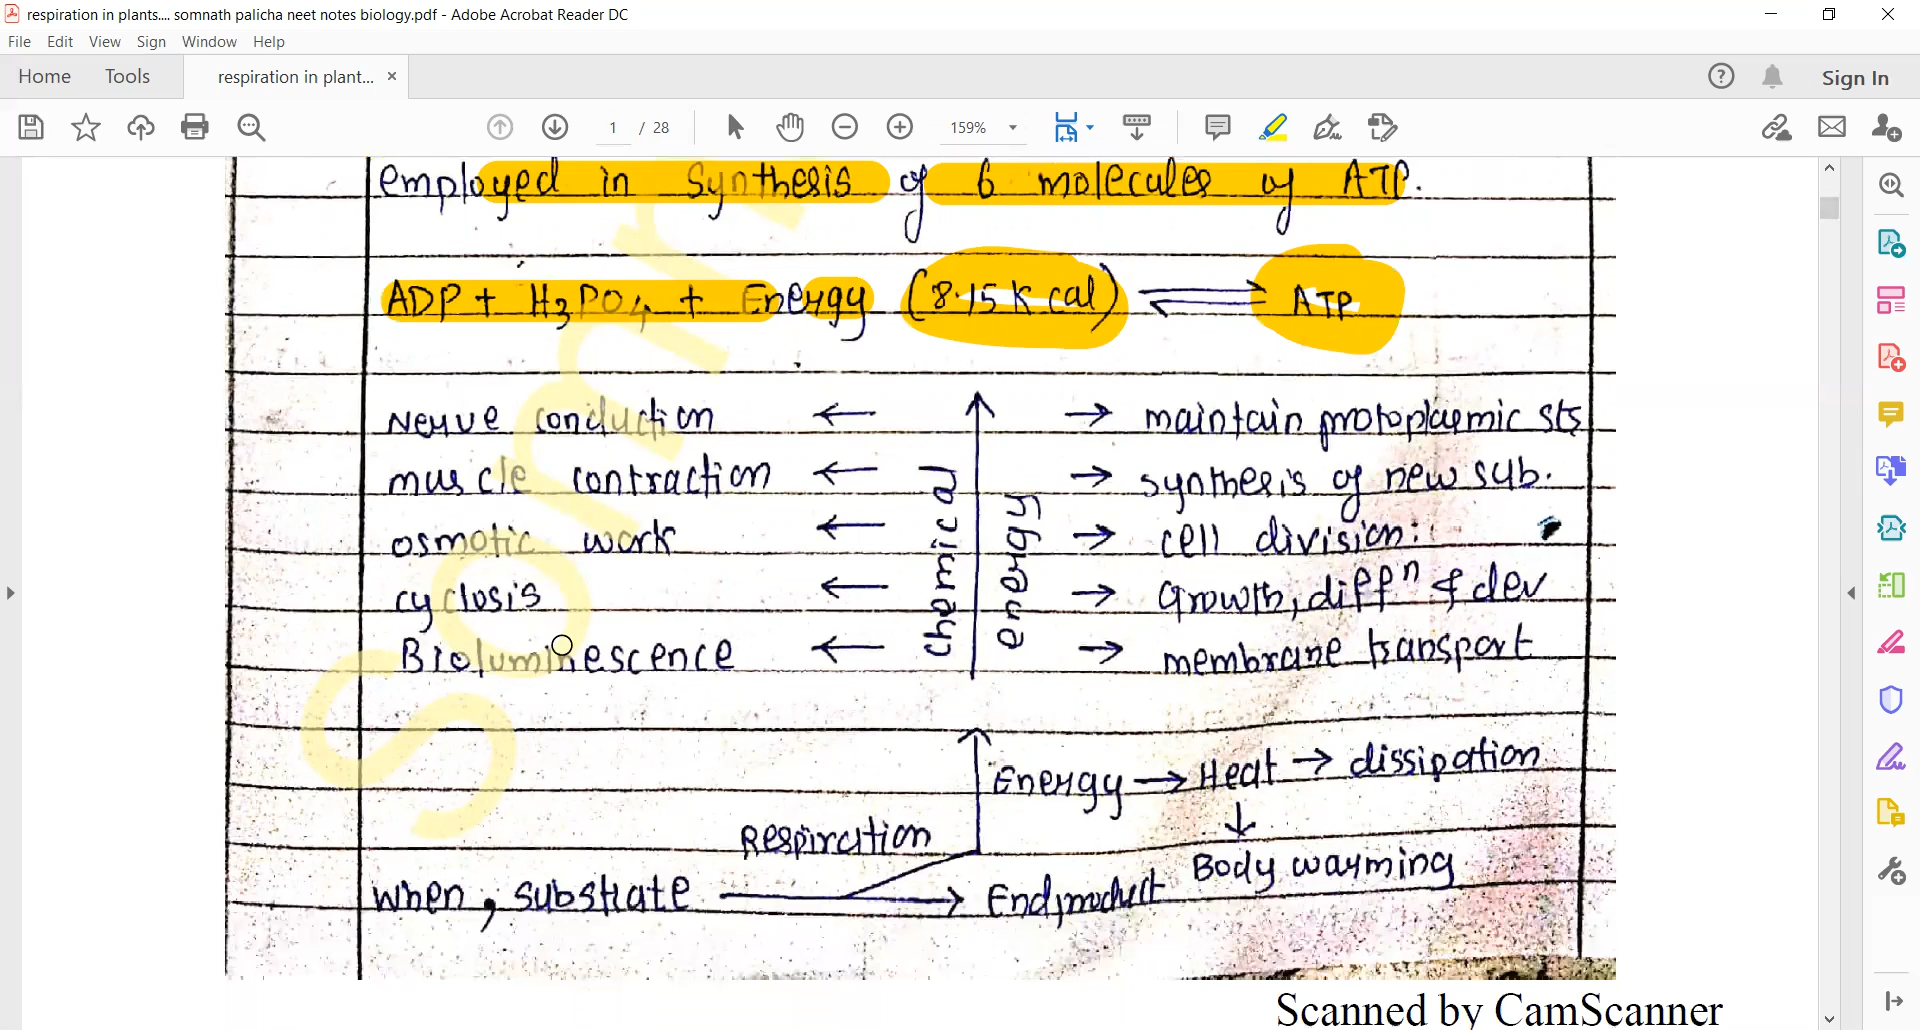 respiration in plants.... somnath palicha neet notes biology.pdf - Adobe Acrobat Reader DC
File Edit View Sign Window Help
Home Tools respiration in plant... × Sign In
1 / 28 159%
employed in Synthesis of 6 molecules of ATP.
ADP + H3PO4 + Energy (8.15 K cal) ⇌ ATP
Nerve conduction ← → maintain protoplasmic sts
muscle contraction ← → synthesis of new sub.
osmotic work ← → cell division:
cyclosis ← → Growth, diffⁿ & dev
Bioluminescence ← → membrane transport
chemical energy
Energy → Heat → dissipation
Respiration
Body warming
When, substrate → Endproduct
Som
Scanned by CamScanner